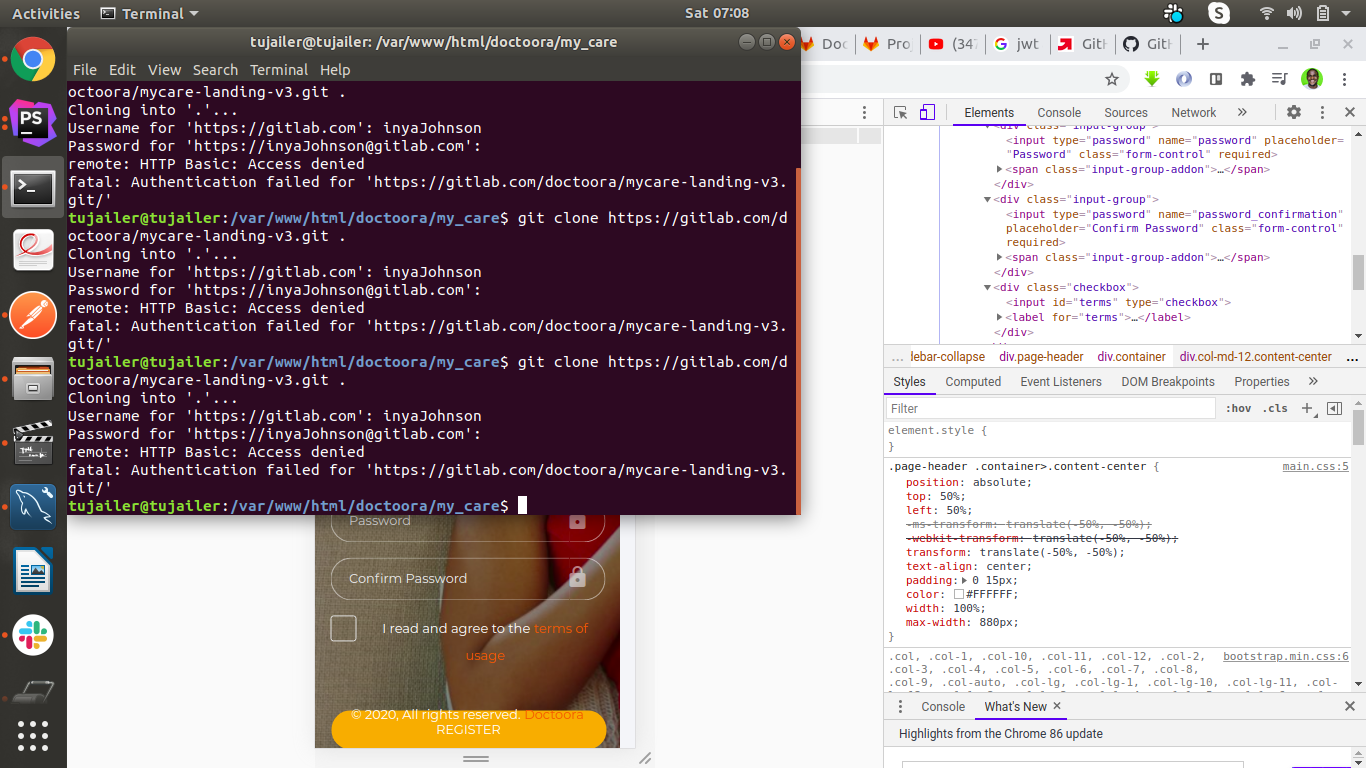 Activities
Terminal
Sat 07:08
tujailer@tujailer: /var/www/html/doctoora/my_care
File Edit View Search Terminal Help
octoora/mycare-landing-v3.git .
Cloning into '.'...
Username for 'https://gitlab.com': inyaJohnson
Password for 'https://inyaJohnson@gitlab.com':
remote: HTTP Basic: Access denied
fatal: Authentication failed for 'https://gitlab.com/doctoora/mycare-landing-v3.
git/'
tujailer@tujailer:/var/www/html/doctoora/my_care$ git clone https://gitlab.com/d
octoora/mycare-landing-v3.git .
Cloning into '.'...
Username for 'https://gitlab.com': inyaJohnson
Password for 'https://inyaJohnson@gitlab.com':
remote: HTTP Basic: Access denied
fatal: Authentication failed for 'https://gitlab.com/doctoora/mycare-landing-v3.
git/'
tujailer@tujailer:/var/www/html/doctoora/my_care$ git clone https://gitlab.com/d
octoora/mycare-landing-v3.git .
Cloning into '.'...
Username for 'https://gitlab.com': inyaJohnson
Password for 'https://inyaJohnson@gitlab.com':
remote: HTTP Basic: Access denied
fatal: Authentication failed for 'https://gitlab.com/doctoora/mycare-landing-v3.
git/'
tujailer@tujailer:/var/www/html/doctoora/my_care$
Password
Confirm Password
I read and agree to the terms of
usage
© 2020, All rights reserved. Doctoora
REGISTER
Doc
Pro
(347
jwt
GitH
GitH
Elements Console Sources Network
<div class="input-group">
<input type="password" name="password" placeholder=
"Password" class="form-control" required>
<span class="input-group-addon">…</span>
</div>
<div class="input-group">
<input type="password" name="password_confirmation"
placeholder="Confirm Password" class="form-control"
required>
<span class="input-group-addon">…</span>
</div>
<div class="checkbox">
<input id="terms" type="checkbox">
<label for="terms">…</label>
</div>
... lebar-collapse div.page-header div.container div.col-md-12.content-center ...
Styles Computed Event Listeners DOM Breakpoints Properties
Filter :hov .cls +
element.style {
}
.page-header .container>.content-center { main.css:5
position: absolute;
top: 50%;
left: 50%;
-ms-transform: translate(-50%, -50%);
-webkit-transform: translate(-50%, -50%);
transform: translate(-50%, -50%);
text-align: center;
padding: 0 15px;
color: #FFFFFF;
width: 100%;
max-width: 880px;
}
.col, .col-1, .col-10, .col-11, .col-12, .col-2, bootstrap.min.css:6
.col-3, .col-4, .col-5, .col-6, .col-7, .col-8,
.col-9, .col-auto, .col-lg, .col-lg-1, .col-lg-10, .col-lg-11, .col-lg-
Console What's New
Highlights from the Chrome 86 update
PS